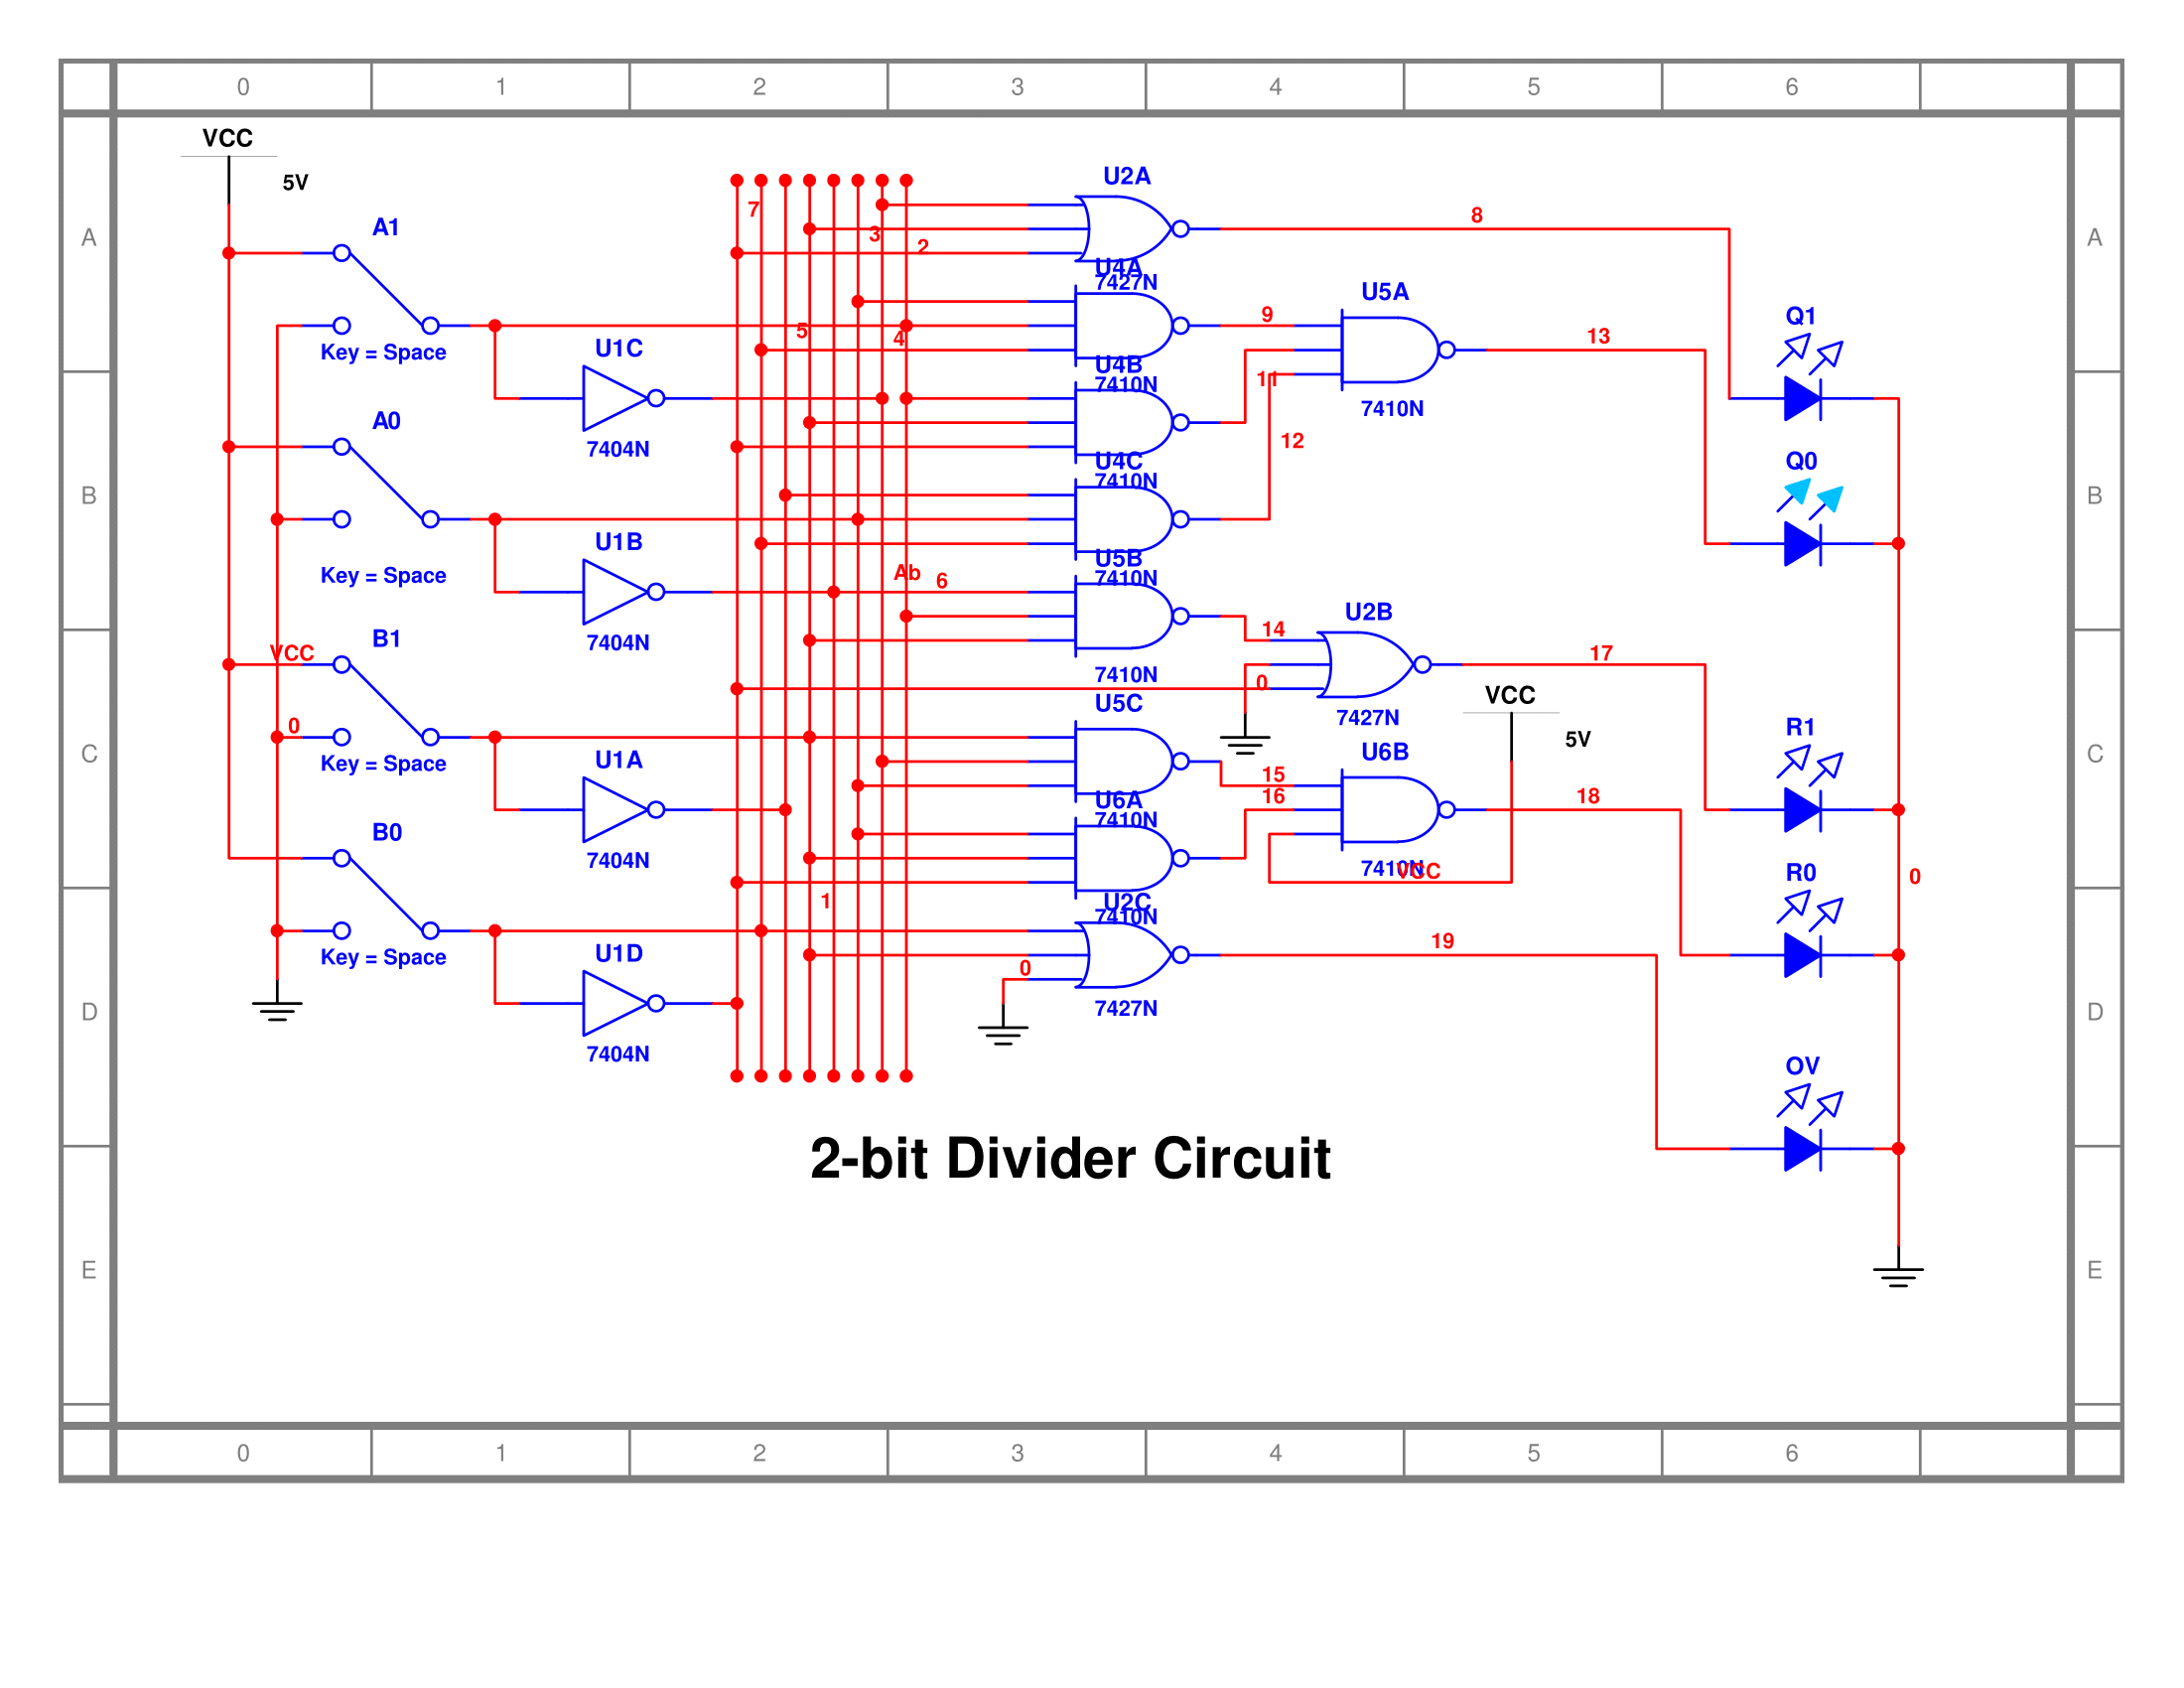 0 1 2 3 4 5 6
VCC
5V
A A
A1
Key = Space
U1C
7404N
7
3
2
5
4
U2A
7427N
8
U4A
7410N
9
U5A
7410N
13
Q1
B B
A0
Key = Space
U1B
7404N
U4B
7410N
11
12
U4C
7410N
Q0
Ab
6
U5B
7410N
14
C C
B1
VCC
0
Key = Space
U1A
7404N
U2B
7427N
0
17
VCC
5V
R1
U5C
7410N
15
16
U6B
7410N
VCC
18
U6A
7410N
R0
0
B0
Key = Space
1
D D
U1D
7404N
U2C
7427N
0
19
OV
2-bit Divider Circuit
E E
0 1 2 3 4 5 6